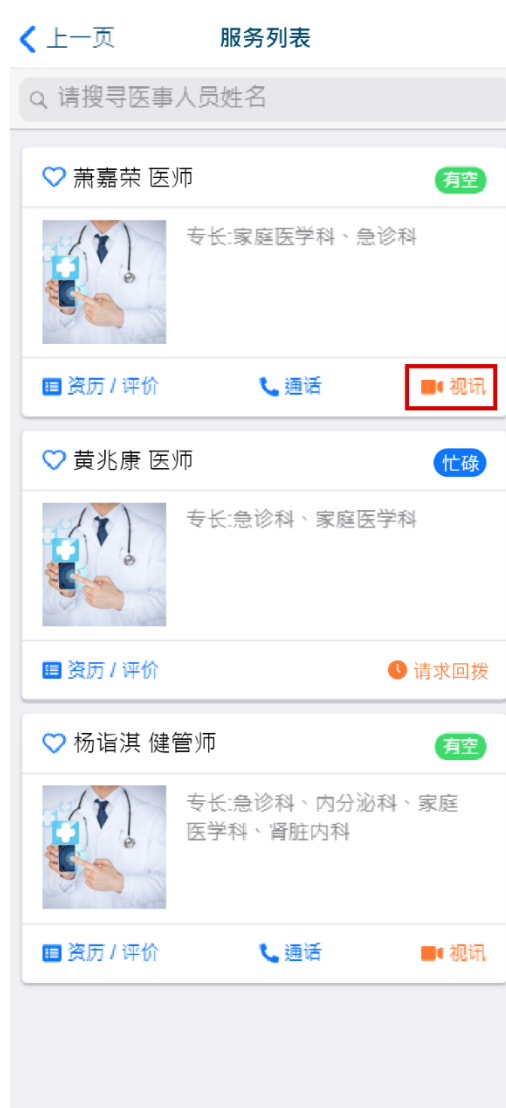 上一页 服务列表
请搜寻医事人员姓名
萧嘉荣 医师 有空
专长:家庭医学科、急诊科
资历 / 评价 通话 视讯
黄兆康 医师 忙碌
专长:急诊科、家庭医学科
资历 / 评价 请求回拨
杨诣淇 健管师 有空
专长:急诊科、内分泌科、家庭
医学科、肾脏内科
资历 / 评价 通话 视讯